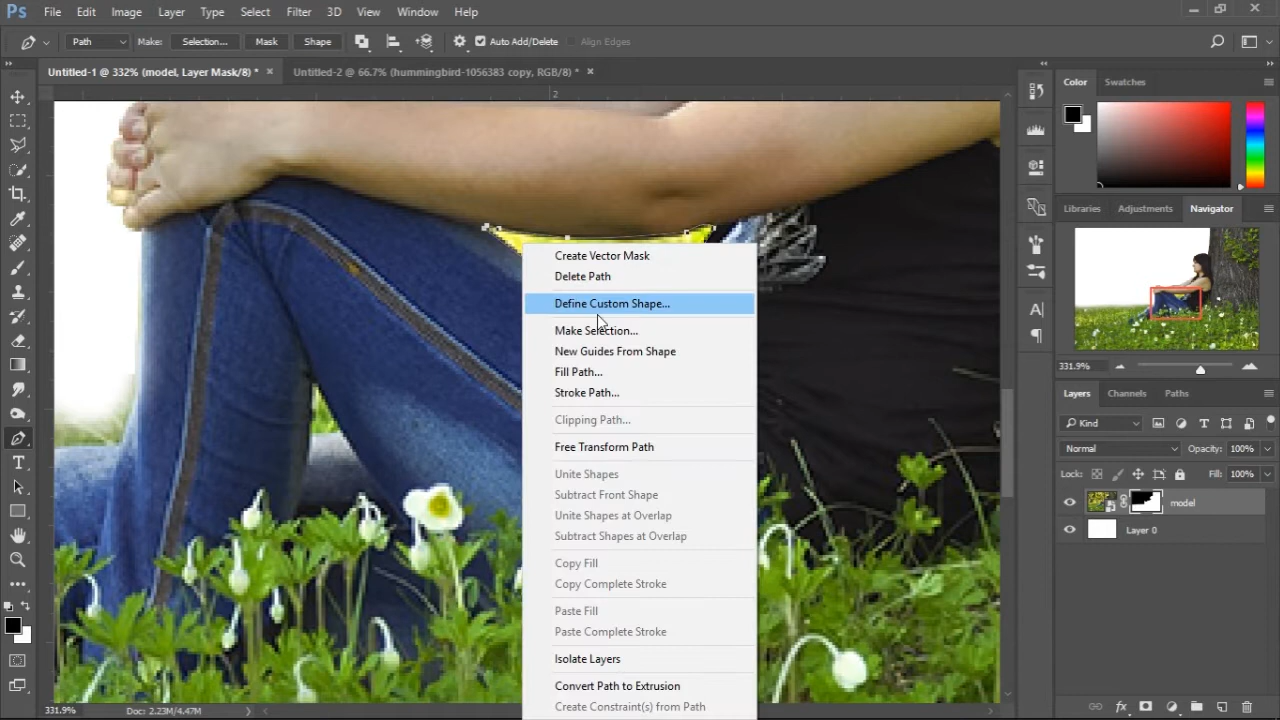 Ps File Edit Image Layer Type Select Filter 3D View Window Help
Path Make: Selection... Mask Shape Auto Add/Delete Align Edges
Untitled-1 @ 332% (model, Layer Mask/8) * × Untitled-2 @ 66.7% (hummingbird-1056383 copy, RGB/8) * ×
2
Color Swatches
Create Vector Mask
Delete Path
Define Custom Shape...
Make Selection...
New Guides From Shape
Fill Path...
Stroke Path...
Clipping Path...
Free Transform Path
Unite Shapes
Subtract Front Shape
Unite Shapes at Overlap
Subtract Shapes at Overlap
Copy Fill
Copy Complete Stroke
Paste Fill
Paste Complete Stroke
Isolate Layers
Convert Path to Extrusion
Create Constraint(s) from Path
Libraries Adjustments Navigator
331.9%
Layers Channels Paths
Kind
Normal Opacity: 100%
Lock: Fill: 100%
model
Layer 0
331.9% Doc: 2.23M/4.47M